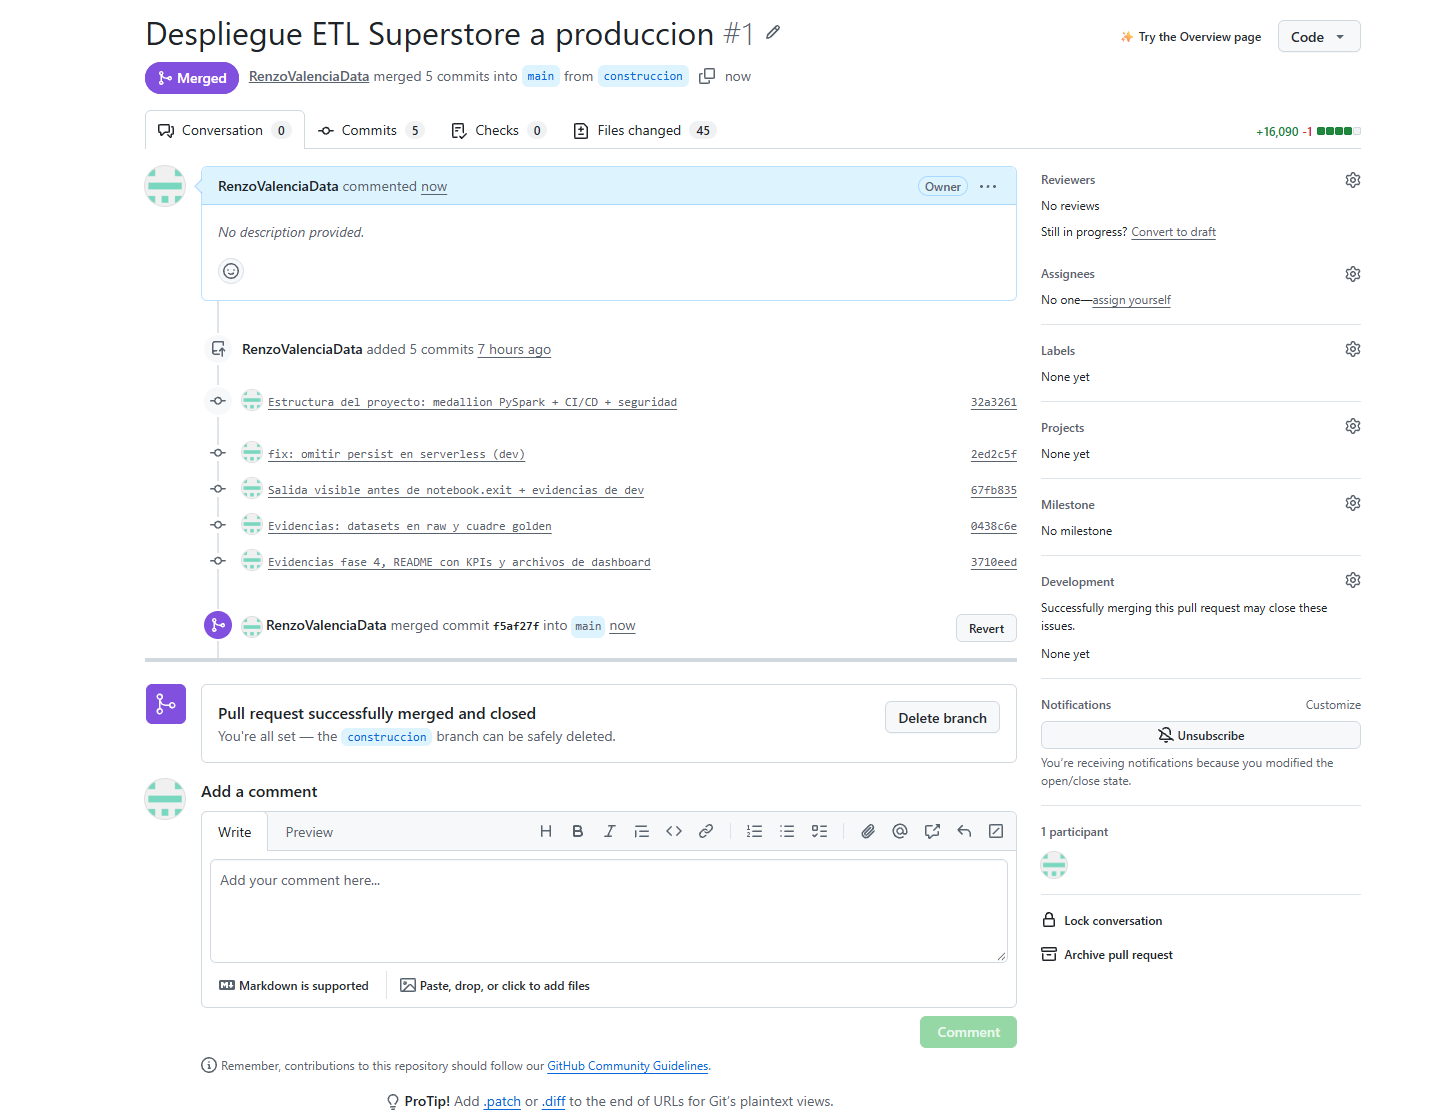 Despliegue ETL Superstore a produccion #1
Try the Overview page
Code
Merged
RenzoValenciaData merged 5 commits into main from construccion now
Conversation 0
Commits 5
Checks 0
Files changed 45
+16,090 -1
RenzoValenciaData commented now
Owner
No description provided.
RenzoValenciaData added 5 commits 7 hours ago
Estructura del proyecto: medallion PySpark + CI/CD + seguridad 32a3261
fix: omitir persist en serverless (dev) 2ed2c5f
Salida visible antes de notebook.exit + evidencias de dev 67fb835
Evidencias: datasets en raw y cuadre golden 0438c6e
Evidencias fase 4, README con KPIs y archivos de dashboard 3710eed
RenzoValenciaData merged commit f5af27f into main now
Revert
Pull request successfully merged and closed
You're all set — the construccion branch can be safely deleted.
Delete branch
Add a comment
Write
Preview
Add your comment here...
Markdown is supported
Paste, drop, or click to add files
Comment
Remember, contributions to this repository should follow our GitHub Community Guidelines.
ProTip! Add .patch or .diff to the end of URLs for Git's plaintext views.
Reviewers
No reviews
Still in progress? Convert to draft
Assignees
No one—assign yourself
Labels
None yet
Projects
None yet
Milestone
No milestone
Development
Successfully merging this pull request may close these
issues.
None yet
Notifications
Customize
Unsubscribe
You're receiving notifications because you modified the
open/close state.
1 participant
Lock conversation
Archive pull request